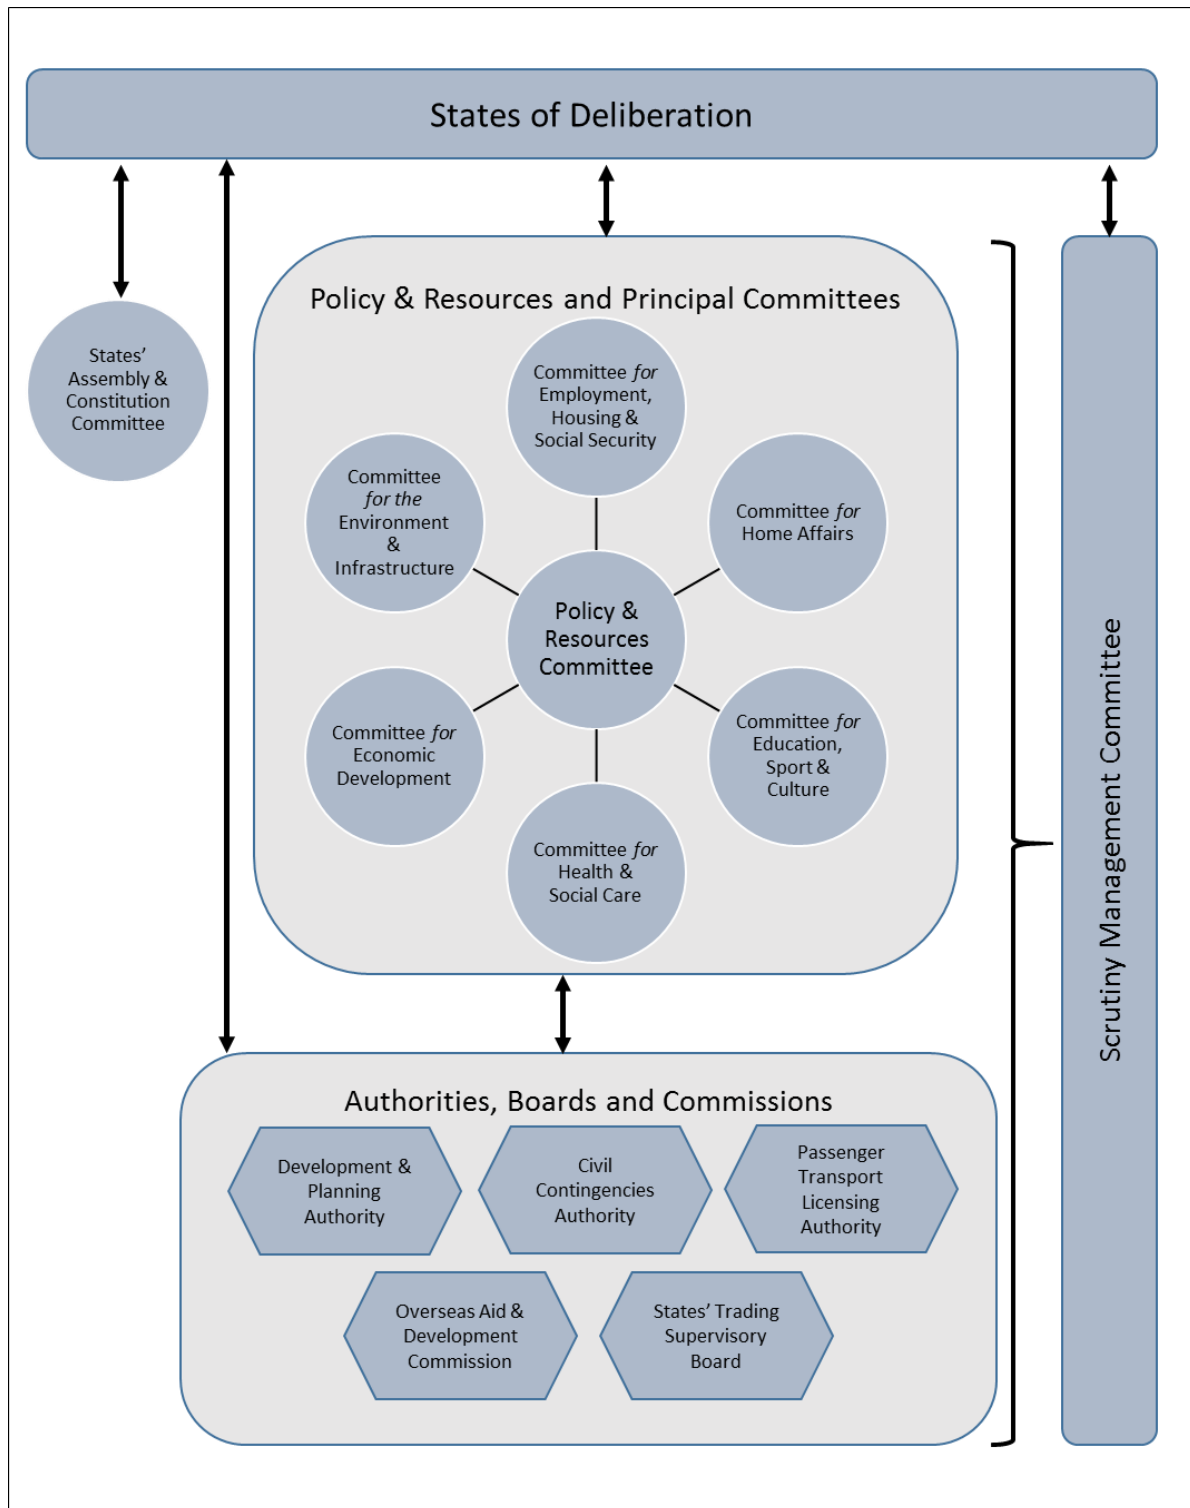 States of Deliberation
States’
Assembly &
Constitution
Committee
Policy & Resources and Principal Committees
Committee for
Employment,
Housing &
Social Security
Committee
for the
Environment
&
Infrastructure
Committee for
Home Affairs
Policy &
Resources
Committee
Committee for
Economic
Development
Committee for
Education,
Sport &
Culture
Committee for
Health &
Social Care
Scrutiny Management Committee
Authorities, Boards and Commissions
Development &
Planning
Authority
Civil
Contingencies
Authority
Passenger
Transport
Licensing
Authority
Overseas Aid &
Development
Commission
States’ Trading
Supervisory
Board